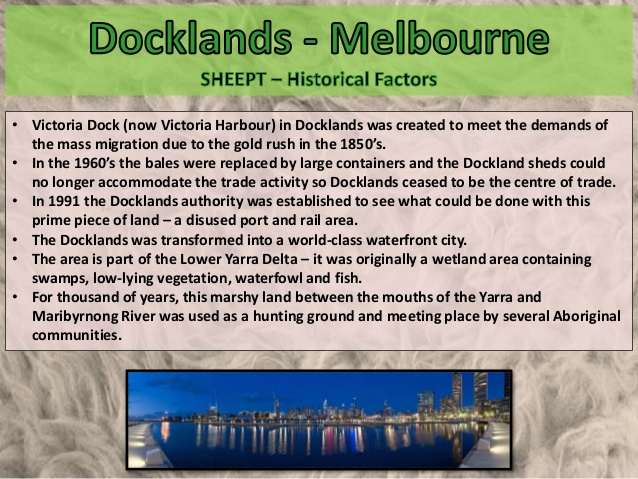 Docklands - Melbourne
SHEEPT – Historical Factors
• Victoria Dock (now Victoria Harbour) in Docklands was created to meet the demands of
the mass migration due to the gold rush in the 1850’s.
• In the 1960’s the bales were replaced by large containers and the Dockland sheds could
no longer accommodate the trade activity so Docklands ceased to be the centre of trade.
• In 1991 the Docklands authority was established to see what could be done with this
prime piece of land – a disused port and rail area.
• The Docklands was transformed into a world-class waterfront city.
• The area is part of the Lower Yarra Delta – it was originally a wetland area containing
swamps, low-lying vegetation, waterfowl and fish.
• For thousand of years, this marshy land between the mouths of the Yarra and
Maribyrnong River was used as a hunting ground and meeting place by several Aboriginal
communities.